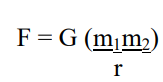 F = G (m₁m₂)
r